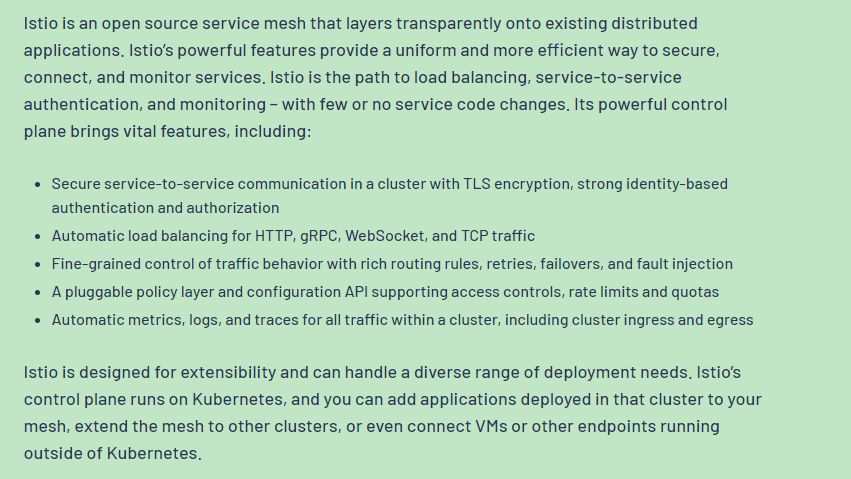 Istio is an open source service mesh that layers transparently onto existing distributed
applications. Istio’s powerful features provide a uniform and more efficient way to secure,
connect, and monitor services. Istio is the path to load balancing, service-to-service
authentication, and monitoring – with few or no service code changes. Its powerful control
plane brings vital features, including:
• Secure service-to-service communication in a cluster with TLS encryption, strong identity-based
authentication and authorization
• Automatic load balancing for HTTP, gRPC, WebSocket, and TCP traffic
• Fine-grained control of traffic behavior with rich routing rules, retries, failovers, and fault injection
• A pluggable policy layer and configuration API supporting access controls, rate limits and quotas
• Automatic metrics, logs, and traces for all traffic within a cluster, including cluster ingress and egress
Istio is designed for extensibility and can handle a diverse range of deployment needs. Istio’s
control plane runs on Kubernetes, and you can add applications deployed in that cluster to your
mesh, extend the mesh to other clusters, or even connect VMs or other endpoints running
outside of Kubernetes.